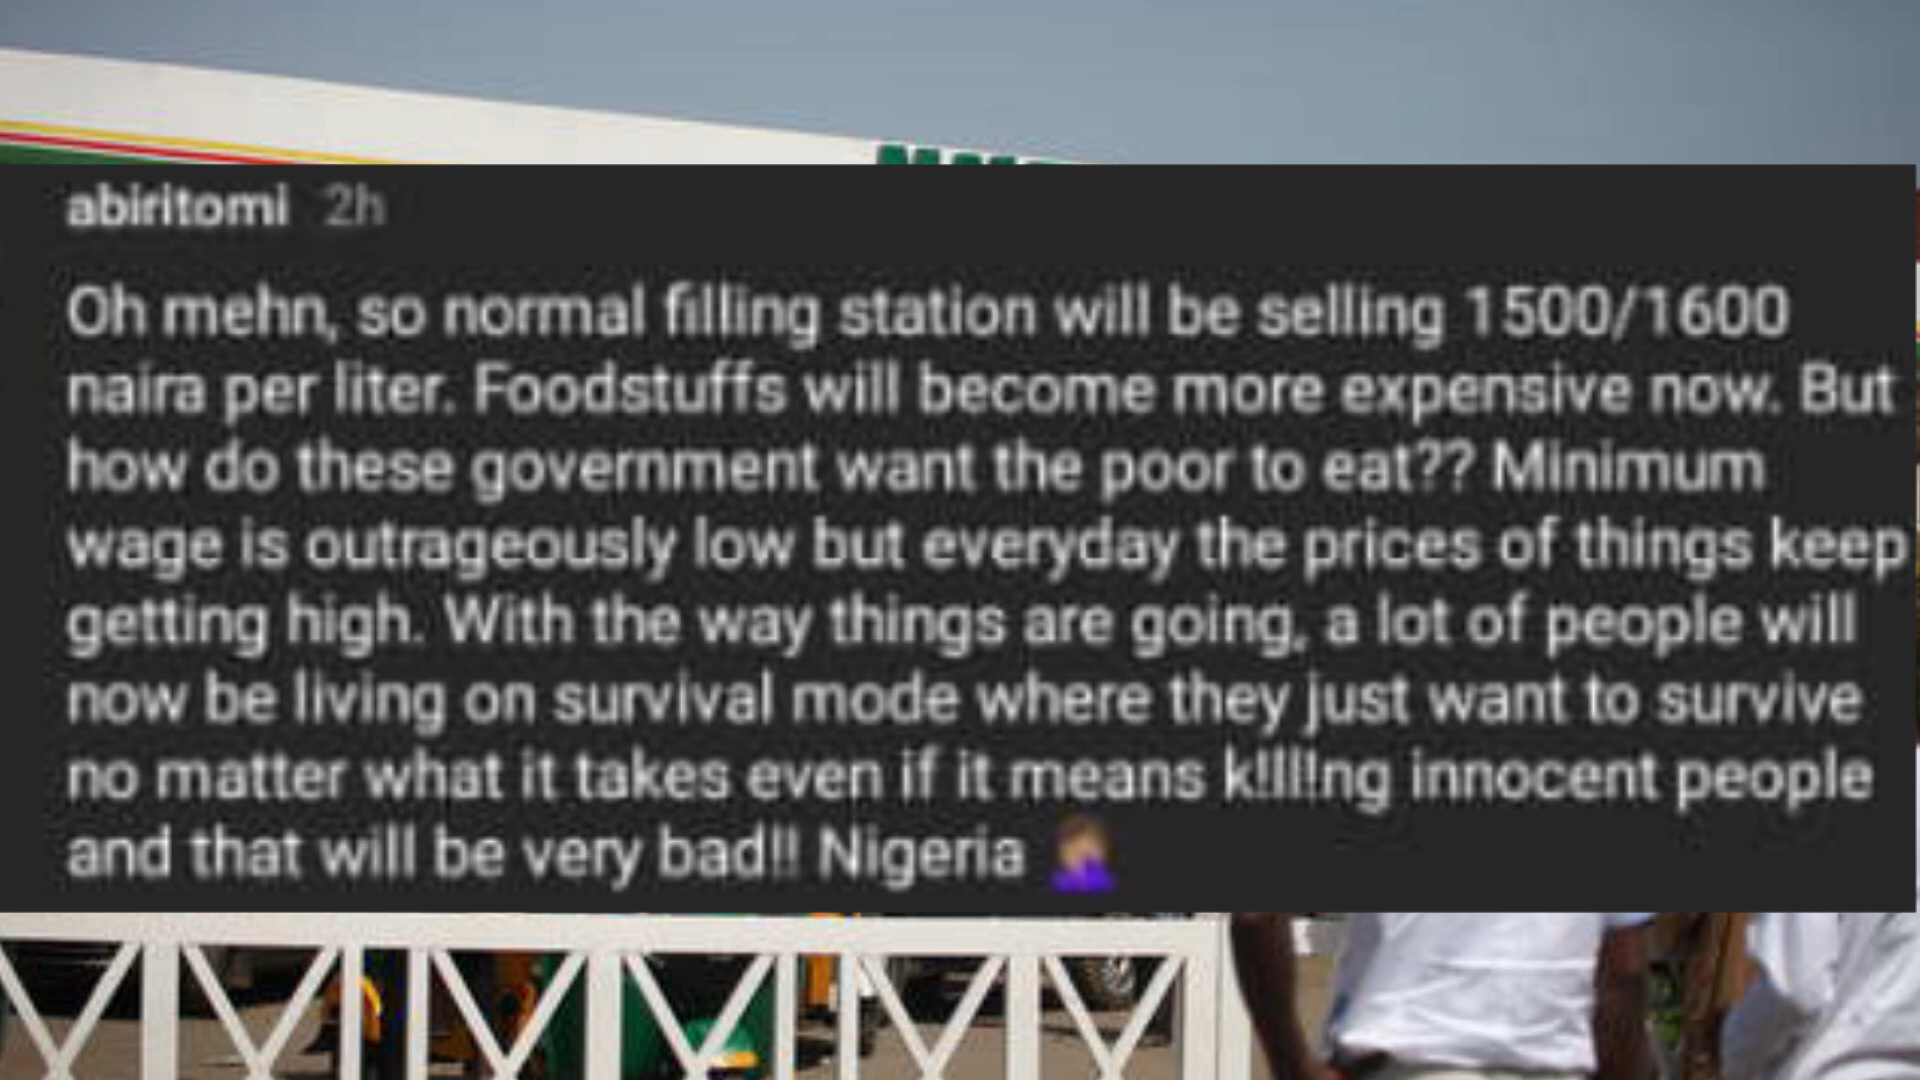 abiritomi 2h
Oh mehn, so normal filling station will be selling 1500/1600
naira per liter. Foodstuffs will become more expensive now. But
how do these government want the poor to eat?? Minimum
wage is outrageously low but everyday the prices of things keep
getting high. With the way things are going, a lot of people will
now be living on survival mode where they just want to survive
no matter what it takes even if it means k!ll!ng innocent people
and that will be very bad!! Nigeria 🤦🏽‍♀️